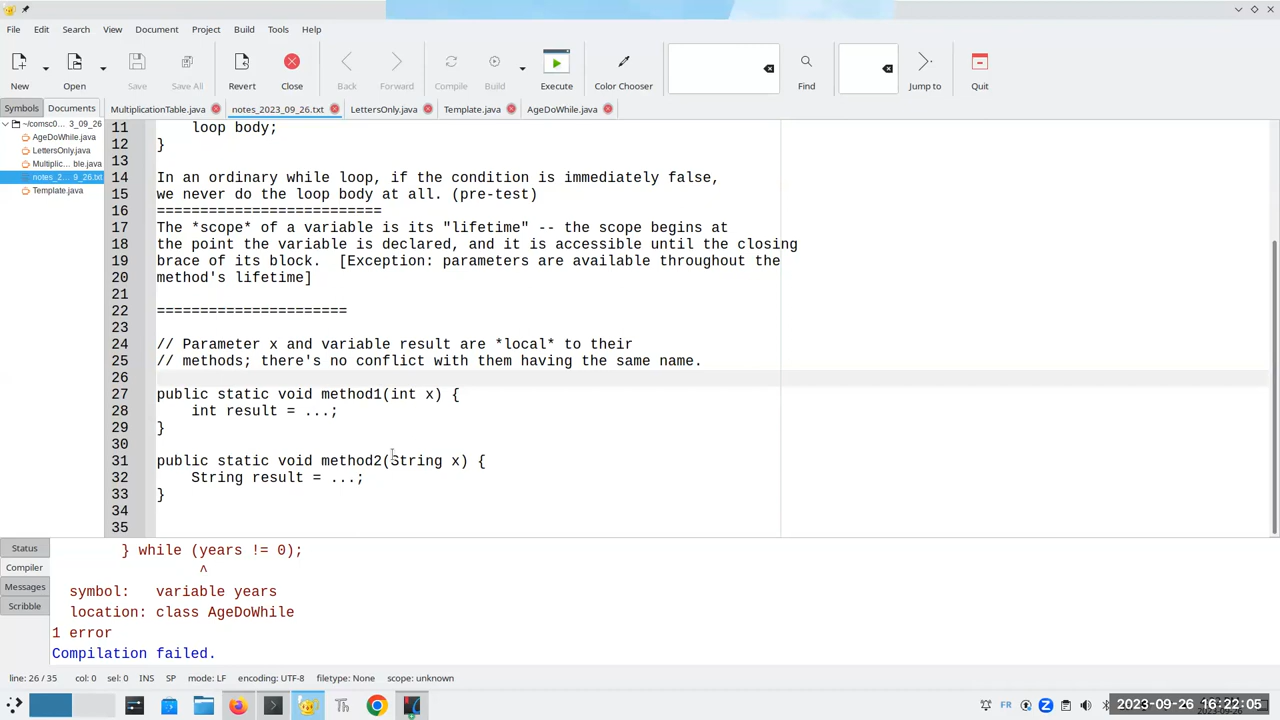 File Edit Search View Document Project Build Tools Help
New Open Save Save All Revert Close Back Forward Compile Build Execute Color Chooser Find Jump to Quit
Symbols Documents MultiplicationTable.java notes_2023_09_26.txt LettersOnly.java Template.java AgeDoWhile.java
~/comsc0... 3_09_26
AgeDoWhile.java
LettersOnly.java
Multiplic... ble.java
notes_2... 9_26.txt
Template.java
11 loop body;
12 }
13
14 In an ordinary while loop, if the condition is immediately false,
15 we never do the loop body at all. (pre-test)
16 ==========================
17 The *scope* of a variable is its "lifetime" -- the scope begins at
18 the point the variable is declared, and it is accessible until the closing
19 brace of its block.  [Exception: parameters are available throughout the
20 method's lifetime]
21
22 ======================
23
24 // Parameter x and variable result are *local* to their
25 // methods; there's no conflict with them having the same name.
26
27 public static void method1(int x) {
28     int result = ...;
29 }
30
31 public static void method2(String x) {
32     String result = ...;
33 }
34
35
Status
Compiler
Messages
Scribble
} while (years != 0);
^
symbol:   variable years
location: class AgeDoWhile
1 error
Compilation failed.
line: 26 / 35 col: 0 sel: 0 INS SP mode: LF encoding: UTF-8 filetype: None scope: unknown
FR 2023-09-26 16:22:05